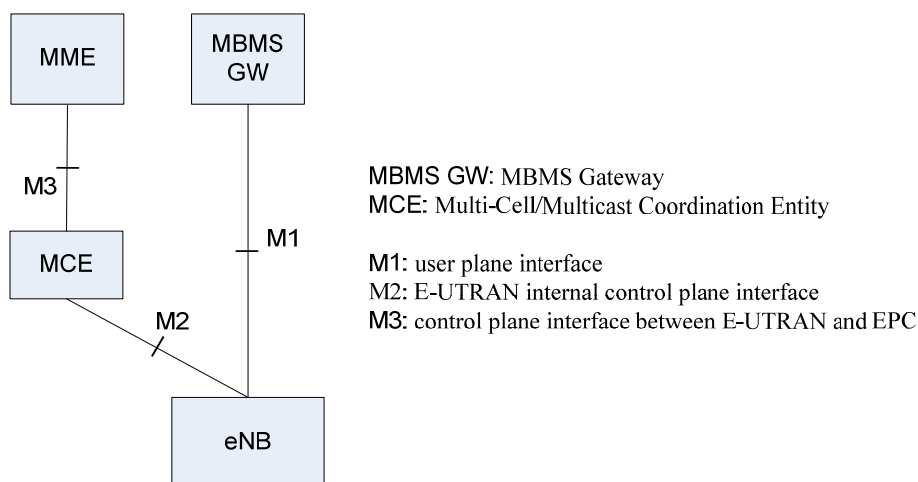 MME
MBMS
GW
M3
M1
MCE
M2
eNB
MBMS GW: MBMS Gateway
MCE: Multi-Cell/Multicast Coordination Entity
M1: user plane interface
M2: E-UTRAN internal control plane interface
M3: control plane interface between E-UTRAN and EPC